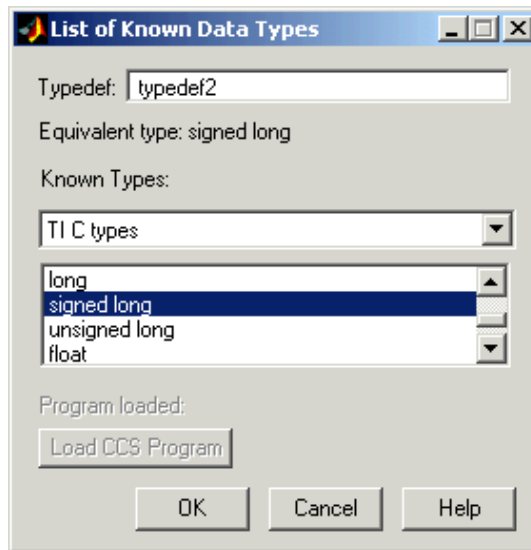 List of Known Data Types
Typedef: typedef2
Equivalent type: signed long
Known Types:
TI C types
long
signed long
unsigned long
float
Program loaded:
Load CCS Program
OK Cancel Help